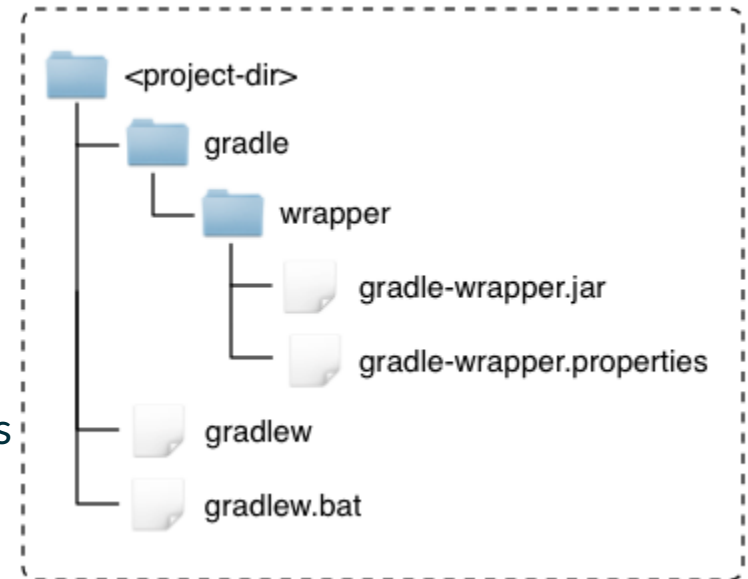 <project-dir>
gradle
wrapper
gradle-wrapper.jar
gradle-wrapper.properties
s
gradlew
gradlew.bat